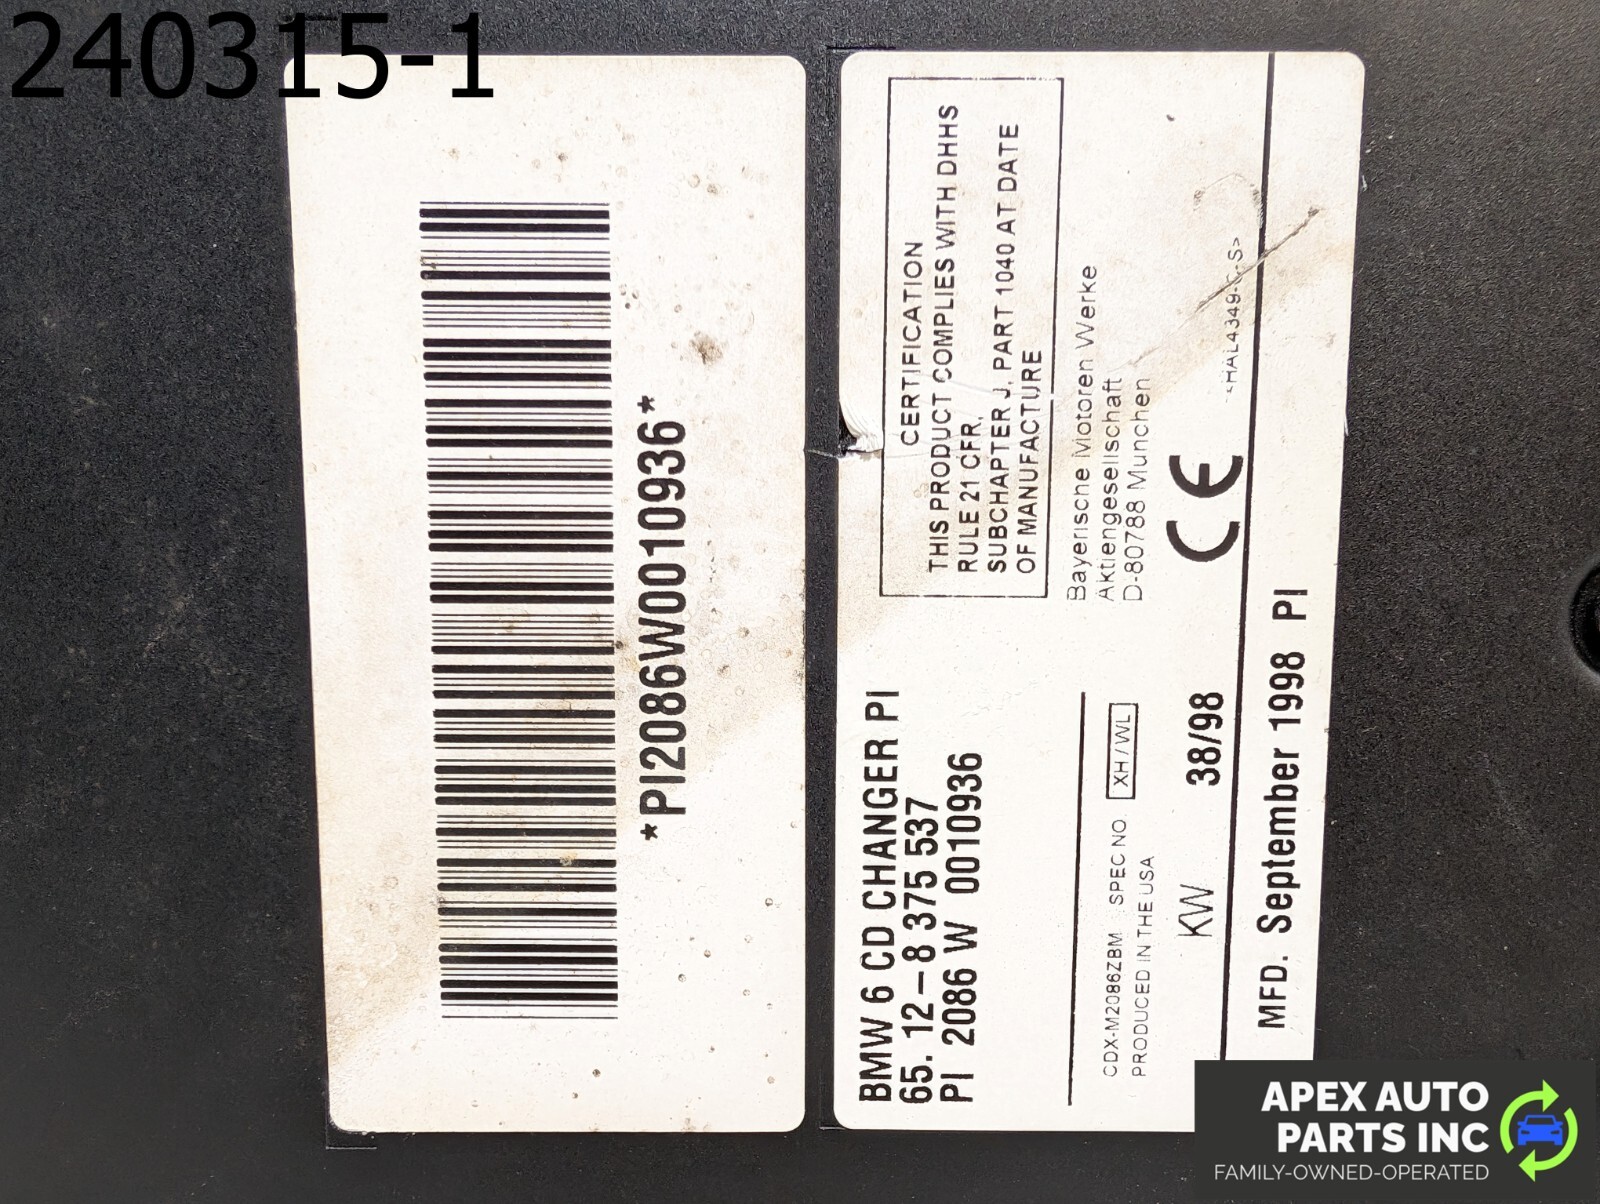 240315-1
*PI2086W0010936*
BMW 6 CD CHANGER PI
65.12-8 375 537
PI 2086 W 0010936
CERTIFICATION
THIS PRODUCT COMPLIES WITH DHHS
RULE 21 CFR,
SUBCHAPTER J, PART 1040 AT DATE
OF MANUFACTURE
Bayerische Motoren Werke
Aktiengesellschaft
D-80788 Munchen
CDX-M2086ZBM SPEC NO. XH/WL
PRODUCED IN THE USA
KW 38/98
CE
<HAL4349-C-S>
MFD. September 1998 PI
APEX AUTO
PARTS INC
FAMILY-OWNED-OPERATED